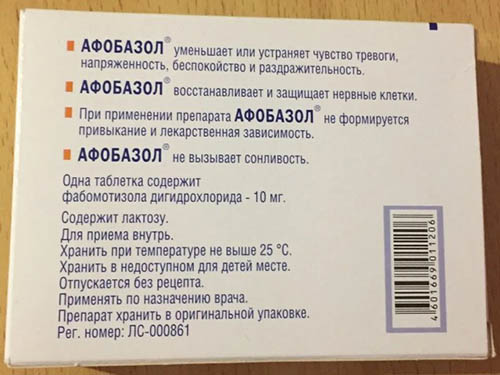 АФОБАЗОЛ® уменьшает или устраняет чувство тревоги,
напряженность, беспокойство и раздражительность.
АФОБАЗОЛ® восстанавливает и защищает нервные клетки.
При применении препарата АФОБАЗОЛ® не формируется
привыкание и лекарственная зависимость.
АФОБАЗОЛ® не вызывает сонливость.
Одна таблетка содержит
фабомотизола дигидрохлорида - 10 мг.
Содержит лактозу.
Для приема внутрь.
Хранить при температуре не выше 25 °С.
Хранить в недоступном для детей месте.
Отпускается без рецепта.
Применять по назначению врача.
Препарат хранить в оригинальной упаковке.
Рег. номер: ЛС-000861
4 601669 011206